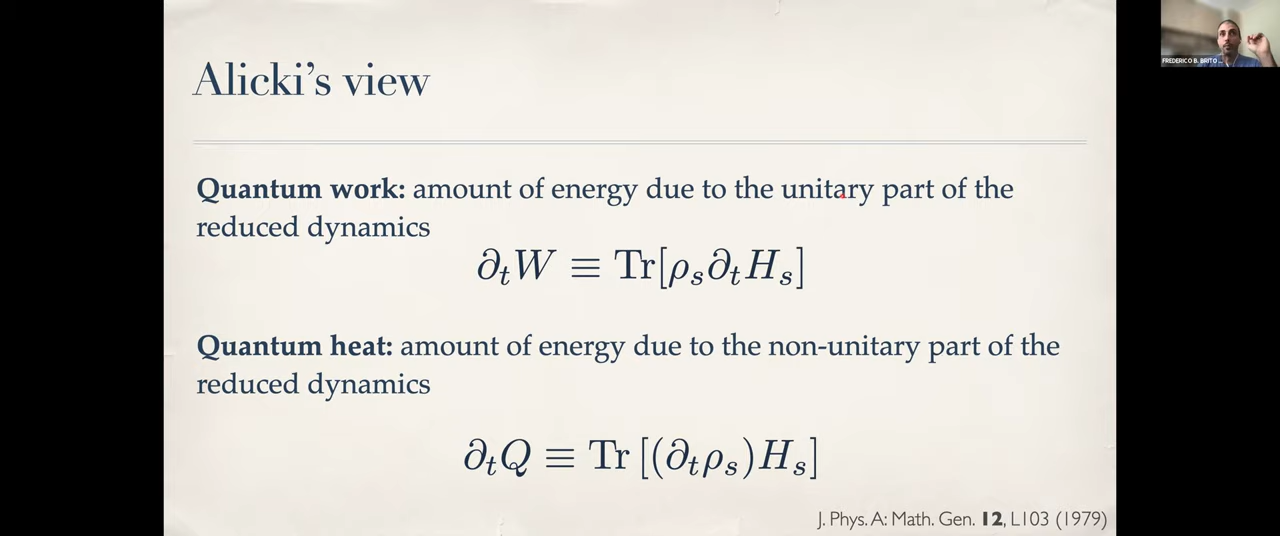 Alicki's view
FREDERICO B. BRITO ...
Quantum work: amount of energy due to the unitary part of the
reduced dynamics
∂ₜW ≡ Tr[ρₛ∂ₜHₛ]
Quantum heat: amount of energy due to the non-unitary part of the
reduced dynamics
∂ₜQ ≡ Tr [(∂ₜρₛ)Hₛ]
J. Phys. A: Math. Gen. 12, L103 (1979)